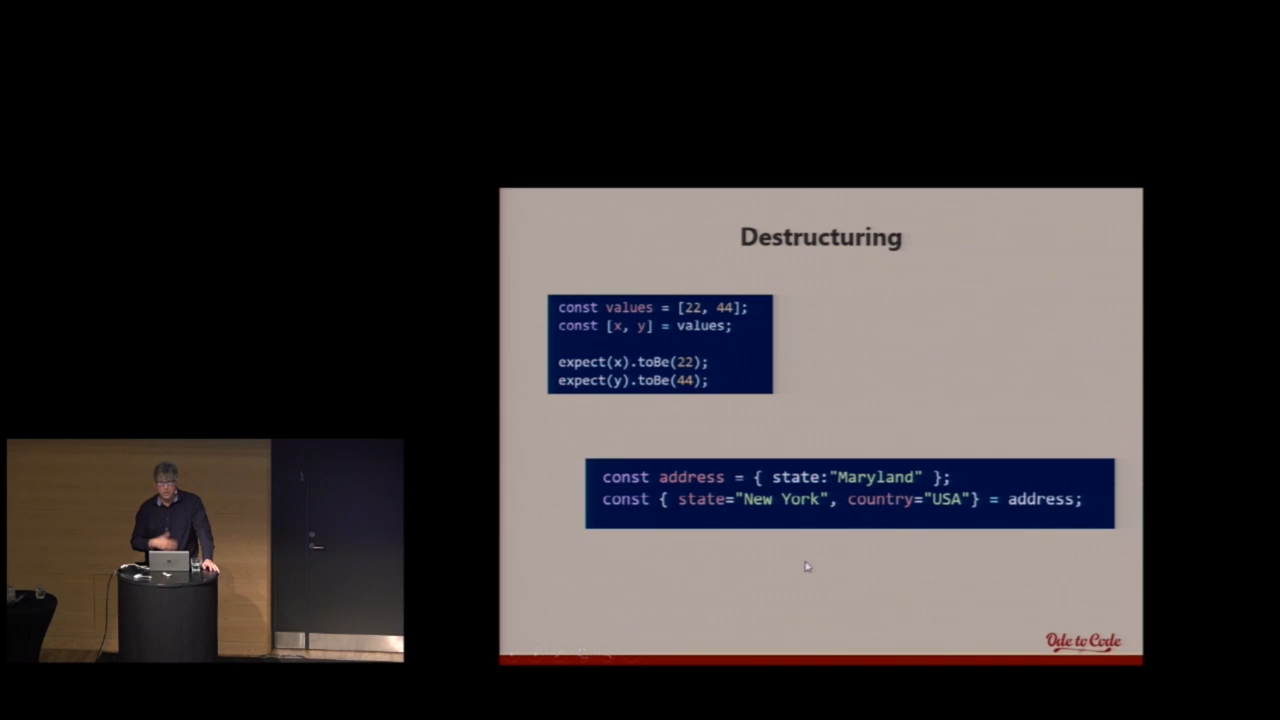 Destructuring
const values = [22, 44];
const [x, y] = values;
expect(x).toBe(22);
expect(y).toBe(44);
const address = { state:"Maryland" };
const { state="New York", country="USA"} = address;
Ode to Code